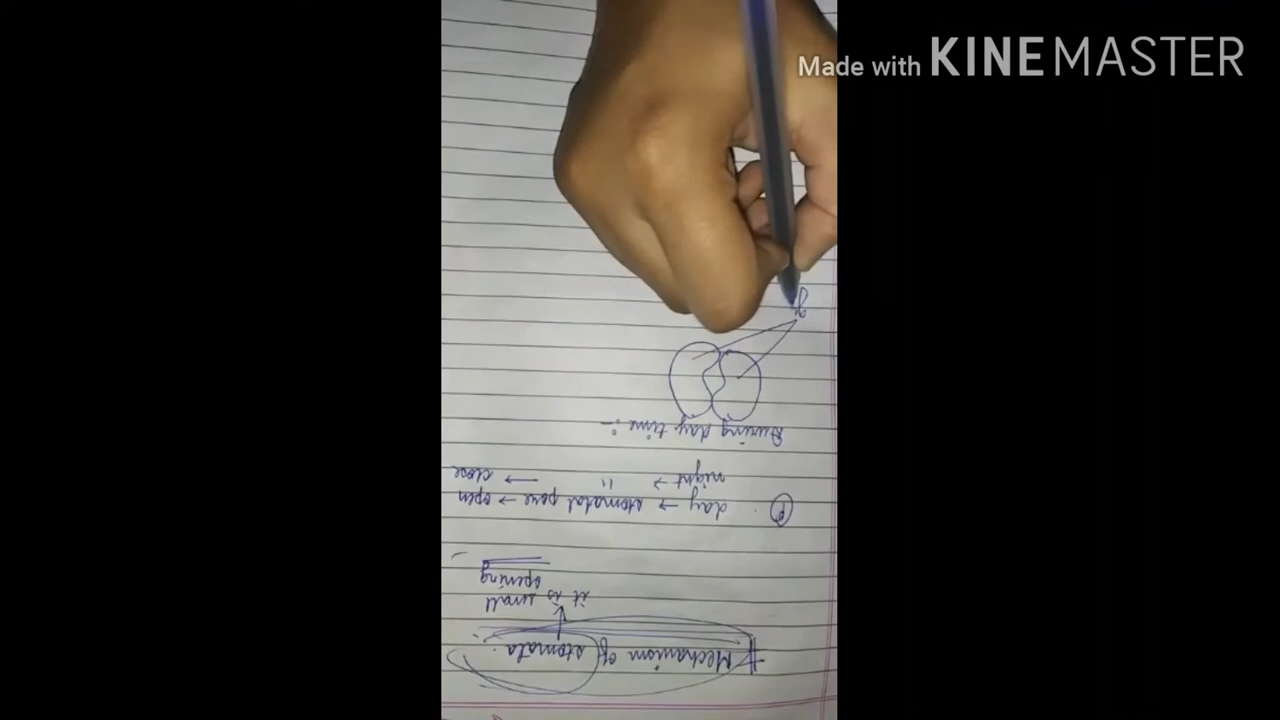 Made with KINEMASTER
# Mechanism of stomata.
it is small
opening
day → stomatal pore → open
night → " → close
During day time :-